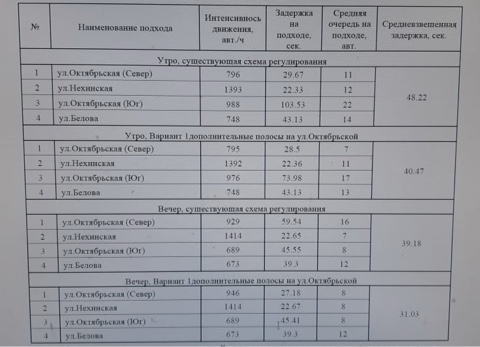 № Наименование подхода Интенсивнось движения, авт./ч Задержка на подходе, сек. Средняя очередь на подходе, авт. Средневзвешенная задержка, сек.
Утро, существующая схема регулирования
1 ул.Октябрьская (Север) 796 29.67 11 48.22
2 ул.Нехинская 1393 22.33 12
3 ул.Октябрьская (Юг) 988 103.53 22
4 ул.Белова 748 43.13 14
Утро, Вариант 1дополнительные полосы на ул.Октябрьской
1 ул.Октябрьская (Север) 795 28.5 7 40.47
2 ул.Нехинская 1392 22.36 11
3 ул.Октябрьская (Юг) 976 73.98 17
4 ул.Белова 748 43.13 13
Вечер, существующая схема регулирования
1 ул.Октябрьская (Север) 929 59.54 16 39.18
2 ул.Нехинская 1414 22.65 7
3 ул.Октябрьская (Юг) 689 45.55 8
4 ул.Белова 673 39.3 12
Вечер, Вариант 1дополнительные полосы на ул.Октябрьской
1 ул.Октябрьская (Север) 946 27.18 8 31.03
2 ул.Нехинская 1414 22.67 8
3 ул.Октябрьская (Юг) 689 45.41 8
4 ул.Белова 673 39.3 12